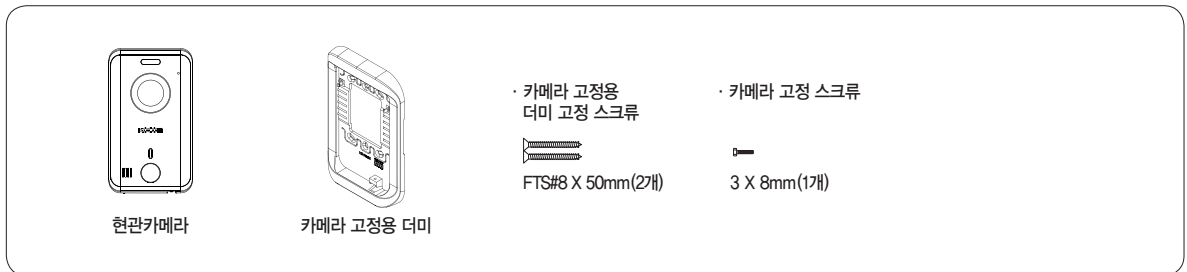 · 카메라 고정용
더미 고정 스크류
· 카메라 고정 스크류
FTS#8 X 50mm(2개)
3 X 8mm(1개)
현관카메라
카메라 고정용 더미